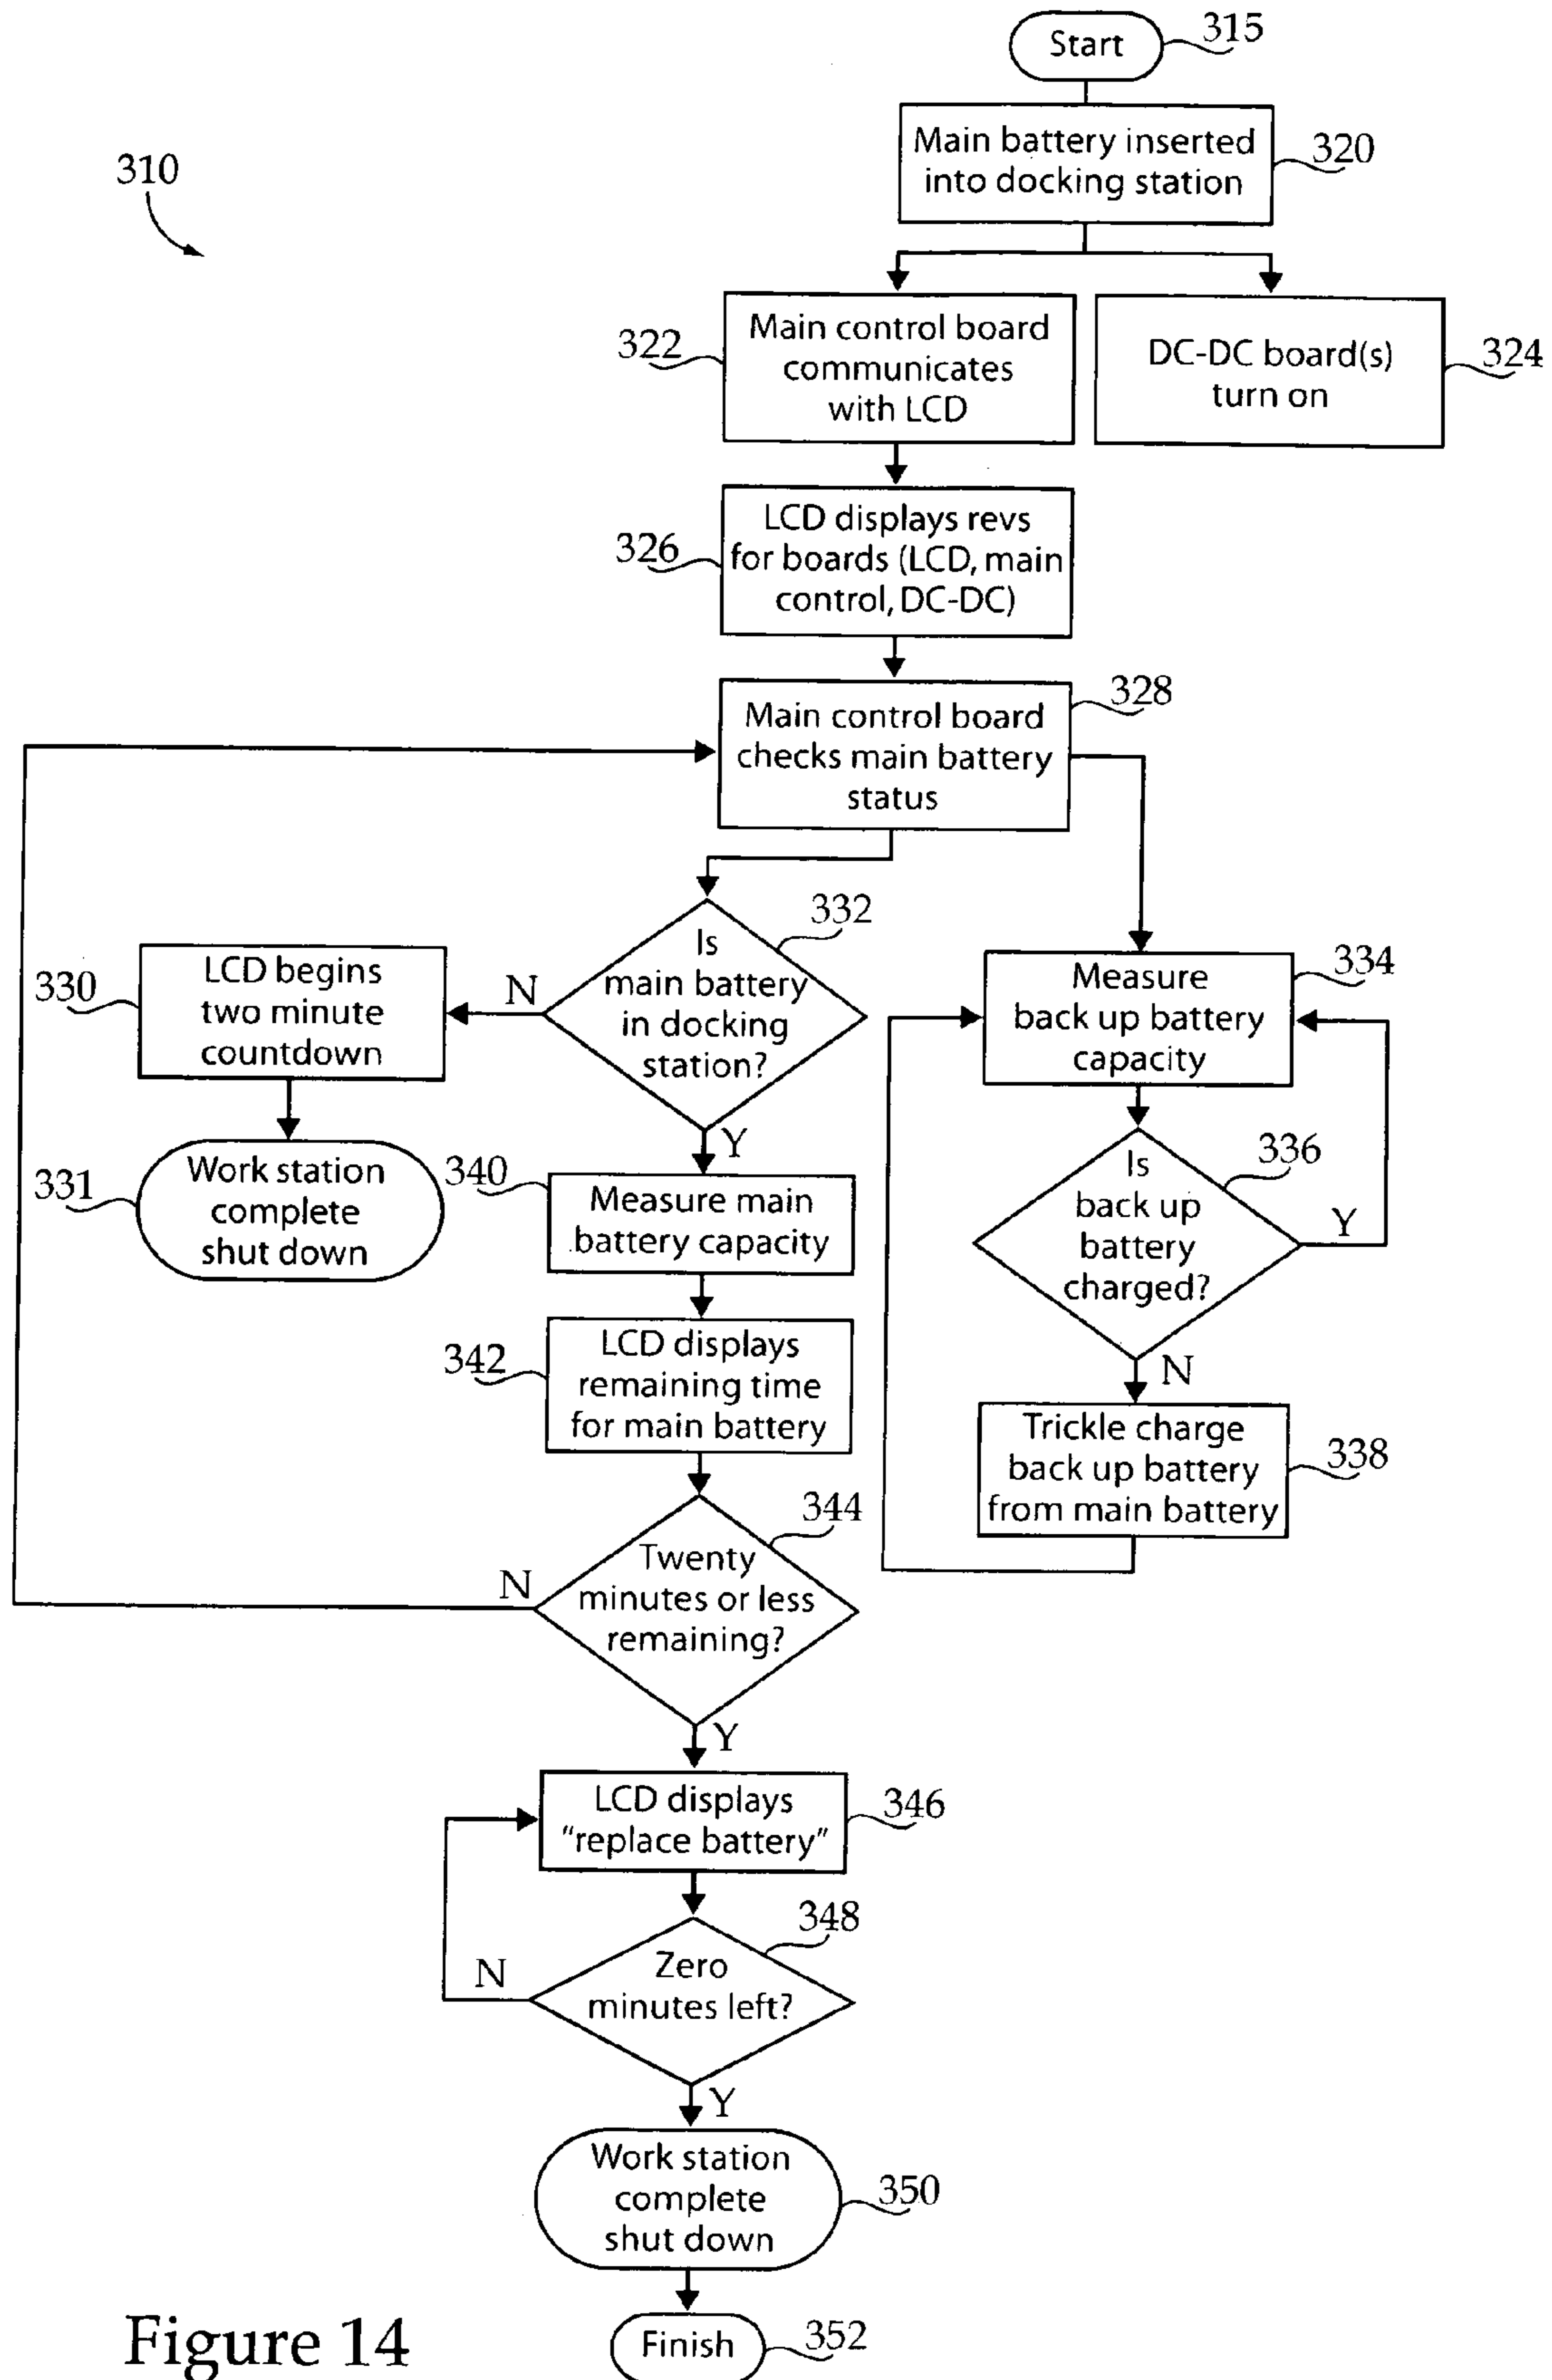 Start
315
310
Main battery inserted
into docking station
320
322
Main control board
communicates
with LCD
DC-DC board(s)
turn on
324
326
LCD displays revs
for boards (LCD, main
control, DC-DC)
Main control board
checks main battery
status
328
330
LCD begins
two minute
countdown
N
Is
main battery
in docking
station?
332
Y
Measure
back up battery
capacity
334
331
Work station
complete
shut down
340
Measure main
battery capacity
Is
back up
battery
charged?
336
Y
N
342
LCD displays
remaining time
for main battery
Trickle charge
back up battery
from main battery
338
N
Twenty
minutes or less
remaining?
344
Y
LCD displays
“replace battery”
346
N
Zero
minutes left?
348
Y
Work station
complete
shut down
350
Finish
352
Figure 14